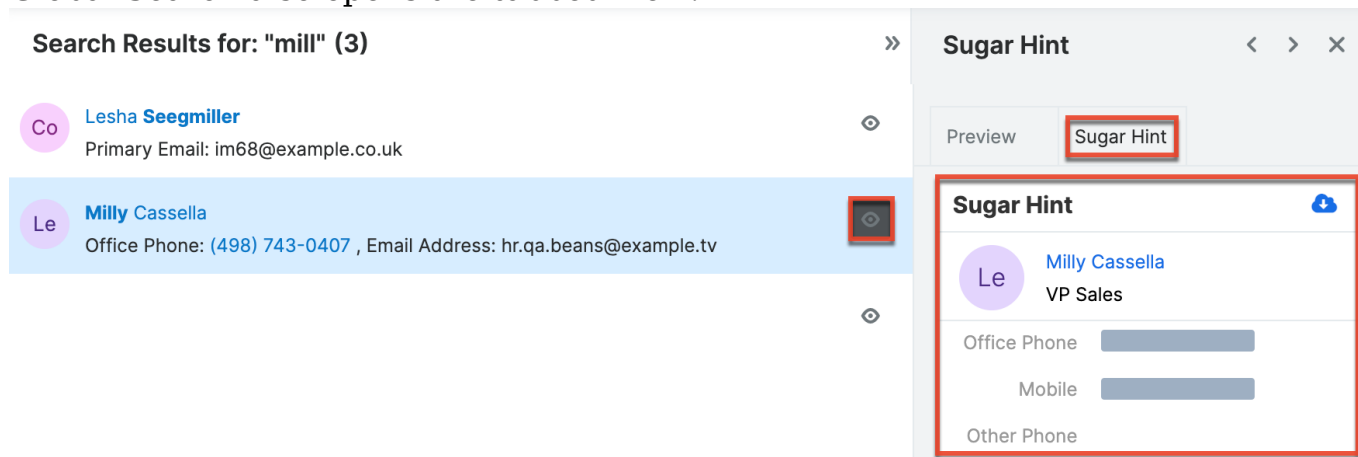 Search Results for: "mill" (3)
Co
Lesha Seegmiller
Primary Email: im68@example.co.uk
Le
Milly Cassella
Office Phone: (498) 743-0407 , Email Address: hr.qa.beans@example.tv
Sugar Hint
Preview
Sugar Hint
Sugar Hint
Le
Milly Cassella
VP Sales
Office Phone
Mobile
Other Phone